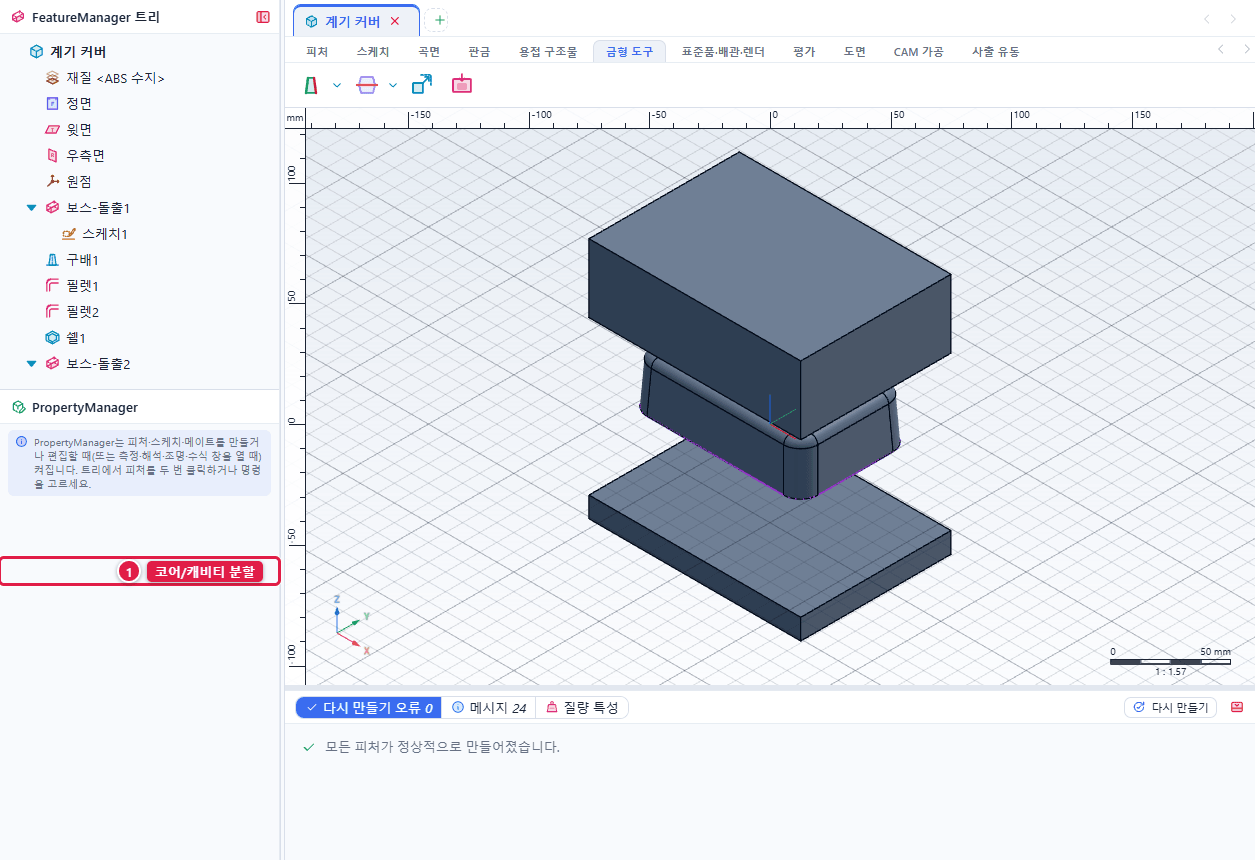 FeatureManager 트리
계기 커버
재질 <ABS 수지>
정면
윗면
우측면
원점
보스-돌출1
스케치1
구배1
필렛1
필렛2
쉘1
보스-돌출2
PropertyManager
PropertyManager는 피처·스케치·메이트를 만들거
나 편집할 때(또는 측정·해석·조명·수식 창을 열 때)
켜집니다. 트리에서 피처를 두 번 클릭하거나 명령
을 고르세요.
1 코어/캐비티 분할
계기 커버
피처 스케치 곡면 판금 용접 구조물 금형 도구 표준품·배관·렌더 평가 도면 CAM 가공 사출 유동
mm -150 -100 -50 0 50 100 150
100
50
0
-50
-100
Z
Y
X
0 50 mm
1 : 1.57
다시 만들기 오류 0 메시지 24 질량 특성 다시 만들기
모든 피처가 정상적으로 만들어졌습니다.